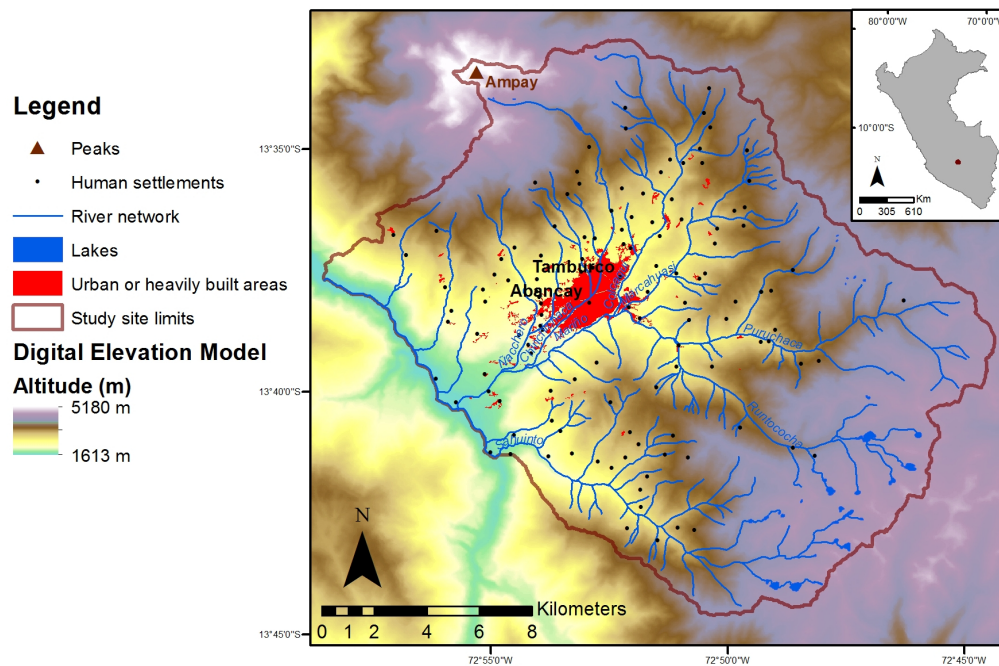 Legend
Peaks
Human settlements
River network
Lakes
Urban or heavily built areas
Study site limits
Digital Elevation Model
Altitude (m)
5180 m
1613 m
13°35'0"S
13°40'0"S
13°45'0"S
72°55'0"W
72°50'0"W
72°45'0"W
Ampay
Tamburco
Abancay
Puruchaca
Runtococha
N
0 1 2 4 6 8
Kilometers
80°0'0"W
70°0'0"W
10°0'0"S
N
Km
0 305 610